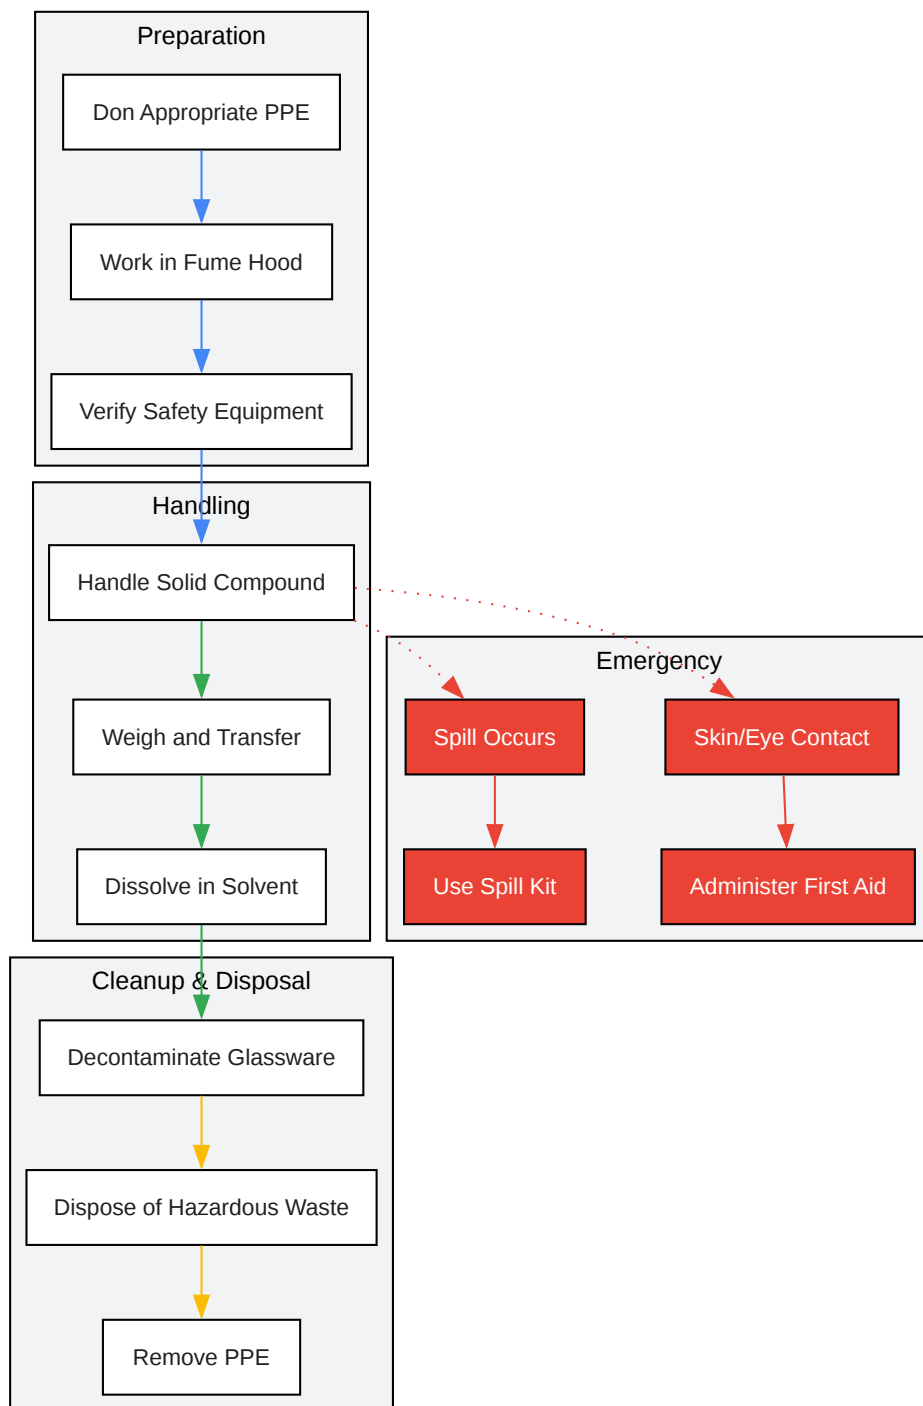 Preparation
Don Appropriate PPE
Work in Fume Hood
Verify Safety Equipment
Handling
Handle Solid Compound
Weigh and Transfer
Dissolve in Solvent
Emergency
Spill Occurs
Skin/Eye Contact
Use Spill Kit
Administer First Aid
Cleanup & Disposal
Decontaminate Glassware
Dispose of Hazardous Waste
Remove PPE